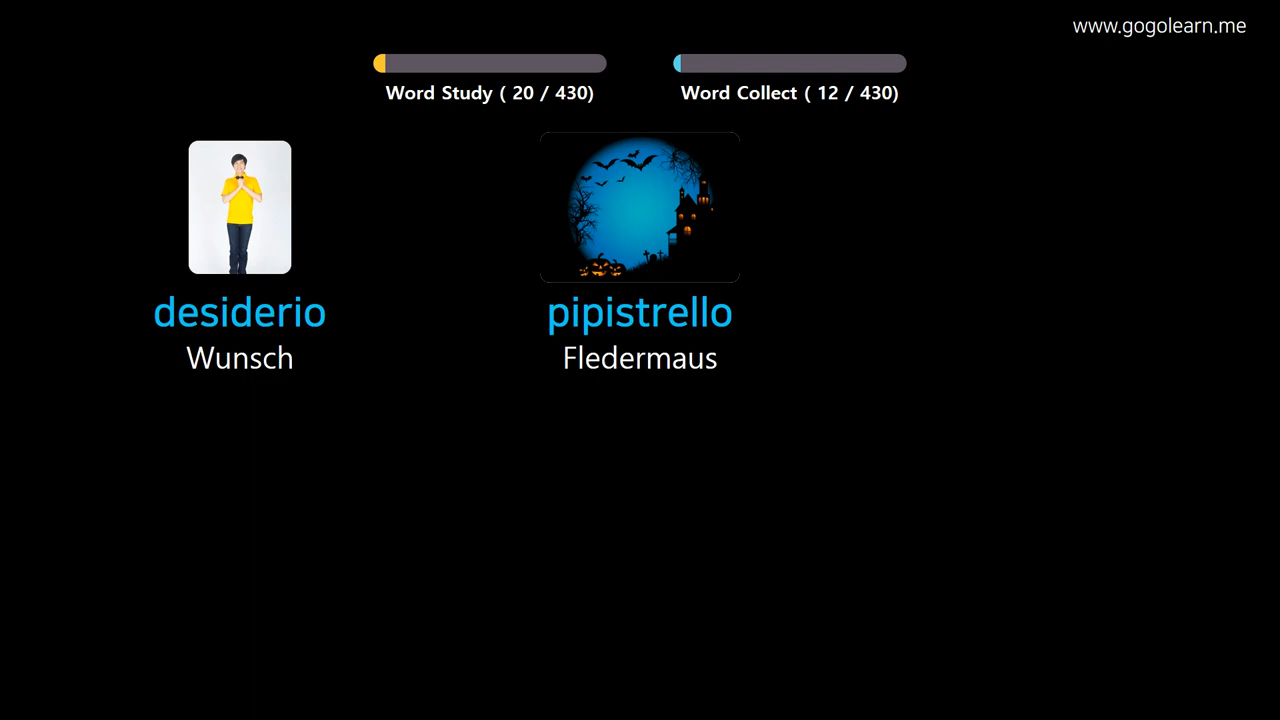 www.gogolearn.me
Word Study ( 20 / 430)
Word Collect ( 12 / 430)
desiderio
Wunsch
pipistrello
Fledermaus